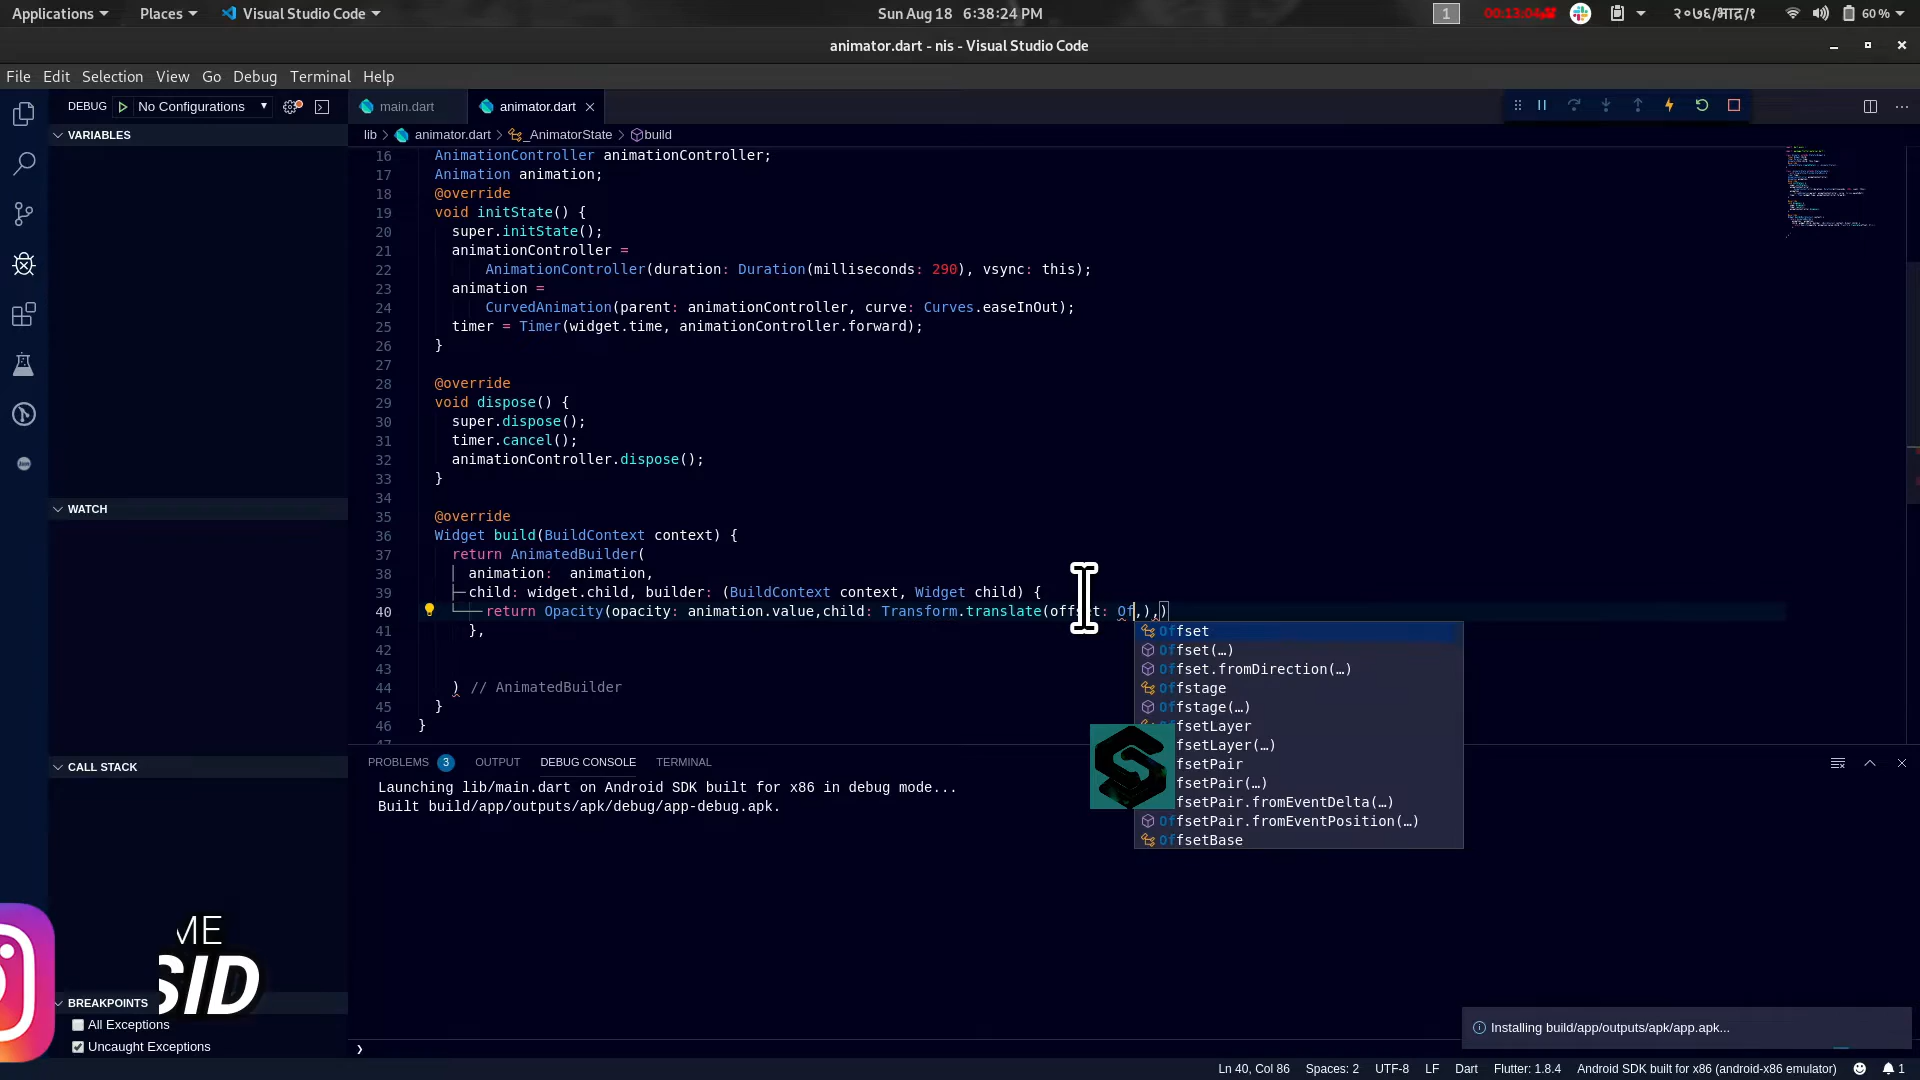 Applications Places Visual Studio Code Sun Aug 18 6:38:24 PM 1 00:13:04 २०७६/भाद्र/१ 60 %
animator.dart - nis - Visual Studio Code
File Edit Selection View Go Debug Terminal Help
DEBUG No Configurations main.dart animator.dart
VARIABLES
lib > animator.dart > _AnimatorState > build
16 AnimationController animationController;
17 Animation animation;
18 @override
19 void initState() {
20 super.initState();
21 animationController =
22 AnimationController(duration: Duration(milliseconds: 290), vsync: this);
23 animation =
24 CurvedAnimation(parent: animationController, curve: Curves.easeInOut);
25 timer = Timer(widget.time, animationController.forward);
26 }
27
28 @override
29 void dispose() {
30 super.dispose();
31 timer.cancel();
32 animationController.dispose();
33 }
34
35 @override
36 Widget build(BuildContext context) {
37 return AnimatedBuilder(
38 animation: animation,
39 child: widget.child, builder: (BuildContext context, Widget child) {
40 return Opacity(opacity: animation.value,child: Transform.translate(offset: Of,),)
41 },
42
43
44 ) // AnimatedBuilder
45 }
46 }
47
Offset
Offset(…)
Offset.fromDirection(…)
Offstage
Offstage(…)
fsetLayer
fsetLayer(…)
fsetPair
fsetPair(…)
fsetPair.fromEventDelta(…)
OffsetPair.fromEventPosition(…)
OffsetBase
WATCH
CALL STACK
BREAKPOINTS
All Exceptions
Uncaught Exceptions
PROBLEMS 3 OUTPUT DEBUG CONSOLE TERMINAL
Launching lib/main.dart on Android SDK built for x86 in debug mode...
Built build/app/outputs/apk/debug/app-debug.apk.
ME
SID
Installing build/app/outputs/apk/app.apk...
Ln 40, Col 86 Spaces: 2 UTF-8 LF Dart Flutter: 1.8.4 Android SDK built for x86 (android-x86 emulator) 1